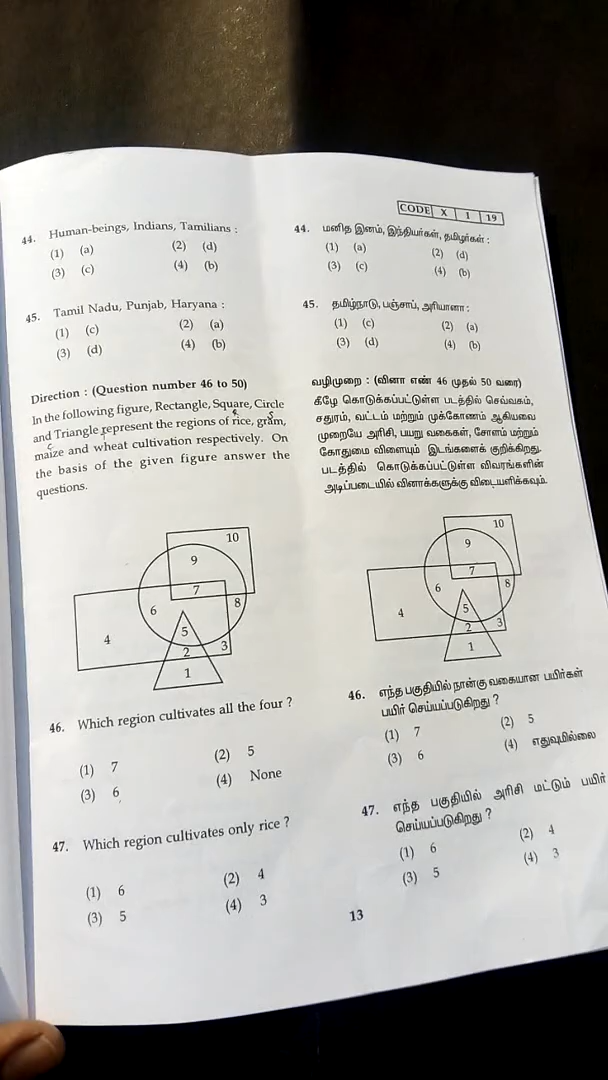 CODE X 1 19
44. Human-beings, Indians, Tamilians :
(1) (a) (2) (d)
(3) (c) (4) (b)
45. Tamil Nadu, Punjab, Haryana :
(1) (c) (2) (a)
(3) (d) (4) (b)
Direction : (Question number 46 to 50)
In the following figure, Rectangle, Square, Circle
and Triangle represent the regions of rice, gram,
maize and wheat cultivation respectively. On
the basis of the given figure answer the
questions.
10
9
7
8
6
5
4
3
2
1
46. Which region cultivates all the four ?
(1) 7 (2) 5
(3) 6 (4) None
47. Which region cultivates only rice ?
(1) 6 (2) 4
(3) 5 (4) 3
44. மனித இனம், இந்தியர்கள், தமிழர்கள் :
(1) (a) (2) (d)
(3) (c) (4) (b)
45. தமிழ்நாடு, பஞ்சாப், அரியானா :
(1) (c) (2) (a)
(3) (d) (4) (b)
வழிமுறை : (வினா எண் 46 முதல் 50 வரை)
கீழே கொடுக்கப்பட்டுள்ள படத்தில் செவ்வகம்,
சதுரம், வட்டம் மற்றும் முக்கோணம் ஆகியவை
முறையே அரிசி, பயறு வகைகள், சோளம் மற்றும்
கோதுமை விளையும் இடங்களைக் குறிக்கிறது.
படத்தில் கொடுக்கப்பட்டுள்ள விவரங்களின்
அடிப்படையில் வினாக்களுக்கு விடையளிக்கவும்.
10
9
7
8
6
5
4
3
2
1
46. எந்த பகுதியில் நான்கு வகையான பயிர்கள்
பயிர் செய்யப்படுகிறது ?
(1) 7 (2) 5
(3) 6 (4) எதுவுமில்லை
47. எந்த பகுதியில் அரிசி மட்டும் பயிர்
செய்யப்படுகிறது ?
(1) 6 (2) 4
(3) 5 (4) 3
13